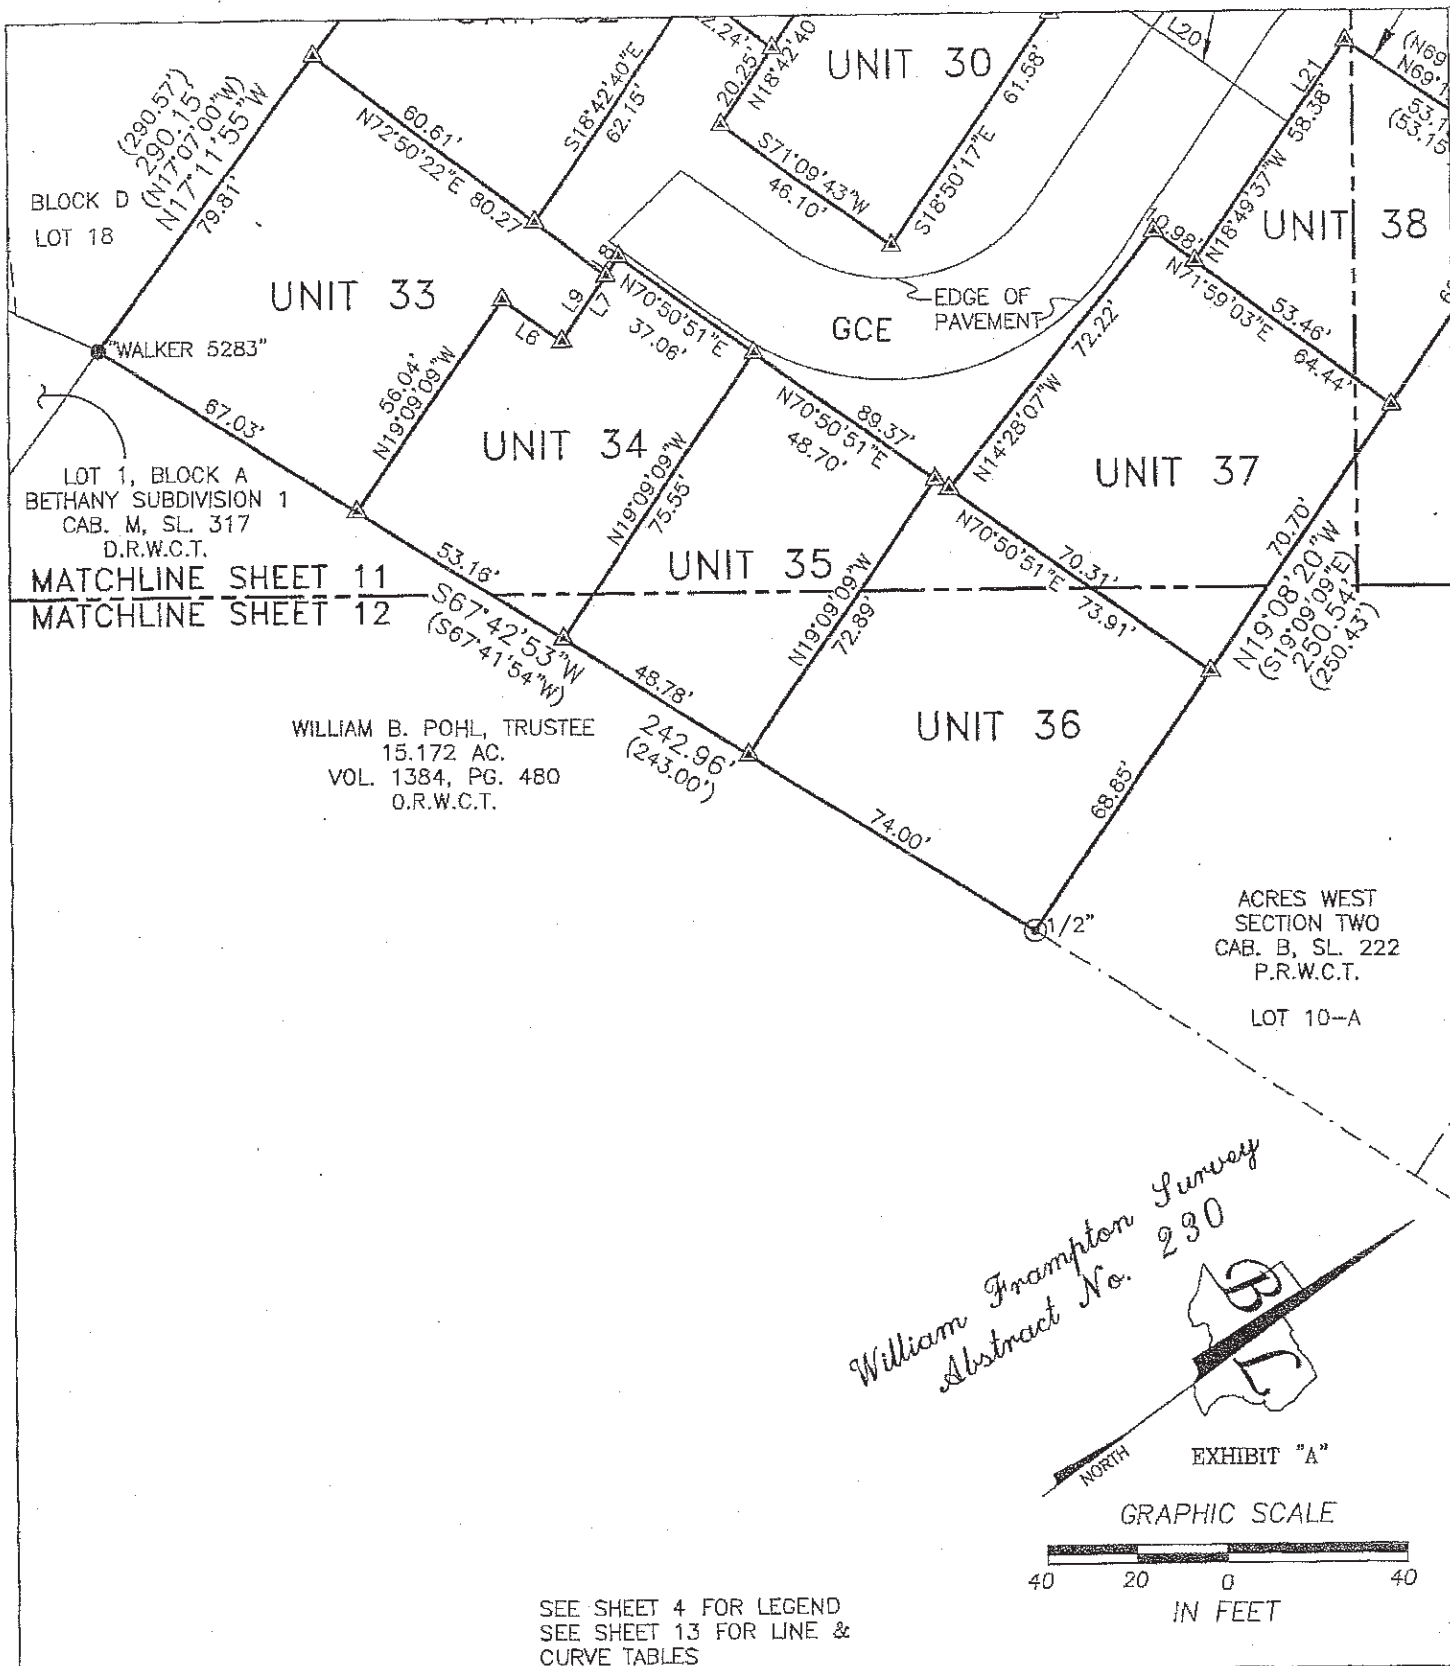 UNIT 30
UNIT 38
2.24'
20.25'
N18°42'40
61.58'
L20
L21
58.38'
N18°49'37"W
(290.57')
290.15'
(N17°07'00"W)
N17°11'55"W
79.81'
60.61'
N72°50'22"E 80.27'
S18°42'40"E
62.15'
S71°09'43"W
46.10'
S18°50'17"E
BLOCK D
LOT 18
UNIT 33
"WALKER 5283"
L6
L7
L9
N70°50'51"E
37.06'
EDGE OF
PAVEMENT
GCE
10.98'
N71°59'03"E
53.46'
64.44'
72.22'
N14°28'07"W
67.03'
56.04'
N19°09'09"W
UNIT 34
N19°09'09"W
75.55'
89.37'
N70°50'51"E
48.70'
UNIT 37
LOT 1, BLOCK A
BETHANY SUBDIVISION 1
CAB. M, SL. 317
D.R.W.C.T.
MATCHLINE SHEET 11
MATCHLINE SHEET 12
53.16'
S67°42'53"W
(S67°41'54"W)
UNIT 35
N19°09'09"W
72.89'
70.31'
N70°50'51"E
73.91'
70.70'
N19°08'20"W
(S19°09'09"E)
250.54'
(250.43')
48.78'
242.96'
(243.00')
WILLIAM B. POHL, TRUSTEE
15.172 AC.
VOL. 1384, PG. 480
O.R.W.C.T.
UNIT 36
68.85'
74.00'
1/2"
ACRES WEST
SECTION TWO
CAB. B, SL. 222
P.R.W.C.T.
LOT 10-A
William Frampton Survey
Abstract No. 230
B
L
NORTH
EXHIBIT "A"
GRAPHIC SCALE
40 20 0 40
IN FEET
SEE SHEET 4 FOR LEGEND
SEE SHEET 13 FOR LINE &
CURVE TABLES